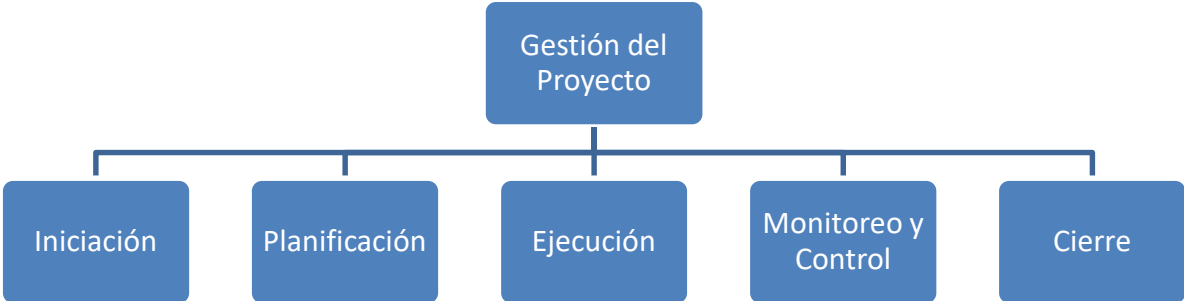 Gestión del
Proyecto
Iniciación
Planificación
Ejecución
Monitoreo y
Control
Cierre